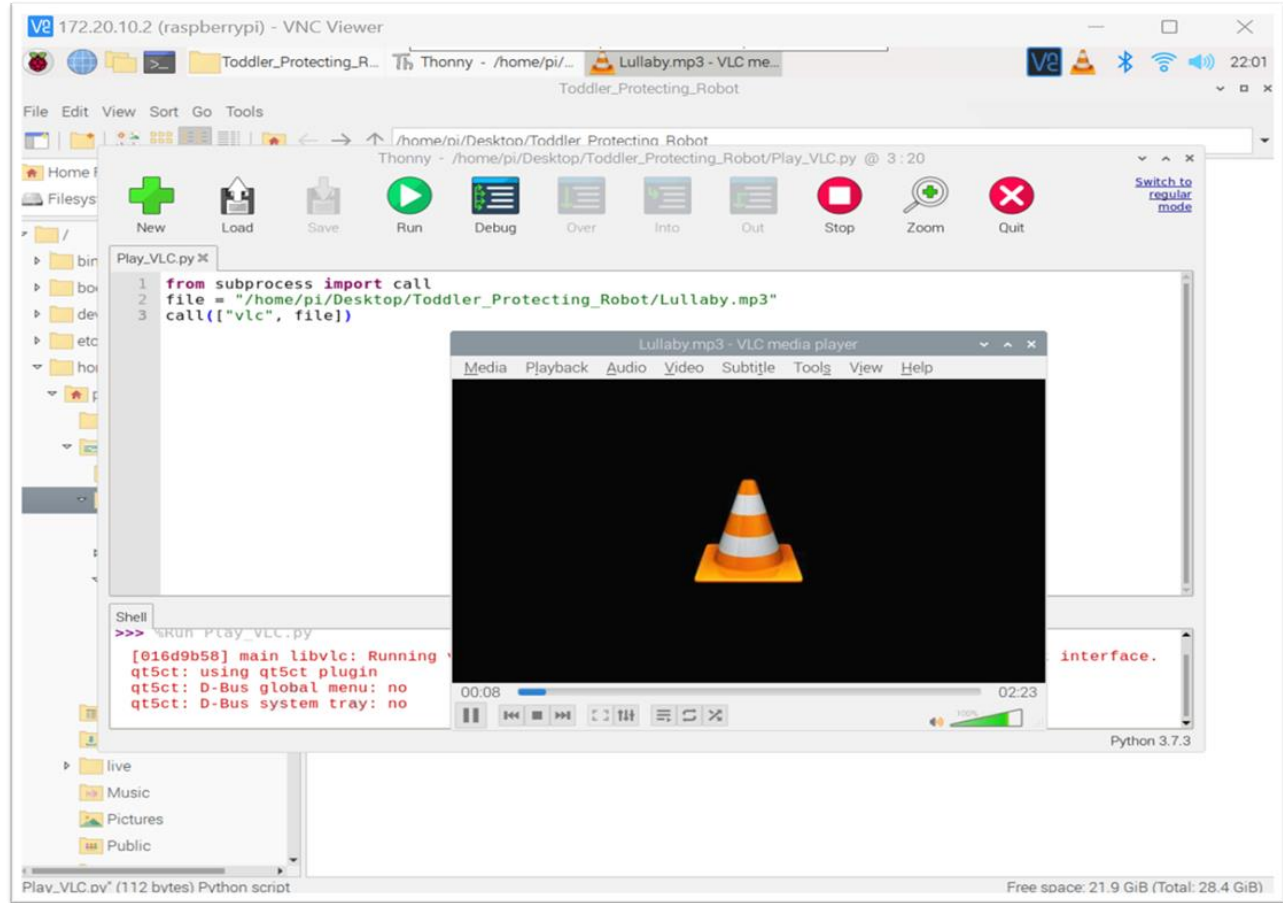 172.20.10.2 (raspberrypi) - VNC Viewer
Toddler_Protecting_R... Thonny - /home/pi/... Lullaby.mp3 - VLC me... 22:01
Toddler_Protecting_Robot
File Edit View Sort Go Tools
/home/pi/Desktop/Toddler_Protecting_Robot
Thonny - /home/pi/Desktop/Toddler_Protecting_Robot/Play_VLC.py @ 3 : 20
Home
Filesys
Switch to
regular
mode
New Load Save Run Debug Over Into Out Stop Zoom Quit
/
bin
boo
dev
etc
hom
Play_VLC.py
1 from subprocess import call
2 file = "/home/pi/Desktop/Toddler_Protecting_Robot/Lullaby.mp3"
3 call(["vlc", file])
Lullaby.mp3 - VLC media player
Media Playback Audio Video Subtitle Tools View Help
Shell
>>> %Run Play_VLC.py
[016d9b58] main libvlc: Running interface.
qt5ct: using qt5ct plugin
qt5ct: D-Bus global menu: no
qt5ct: D-Bus system tray: no
00:08 02:23
100%
Python 3.7.3
live
Music
Pictures
Public
Play_VLC.py" (112 bytes) Python script Free space: 21.9 GiB (Total: 28.4 GiB)